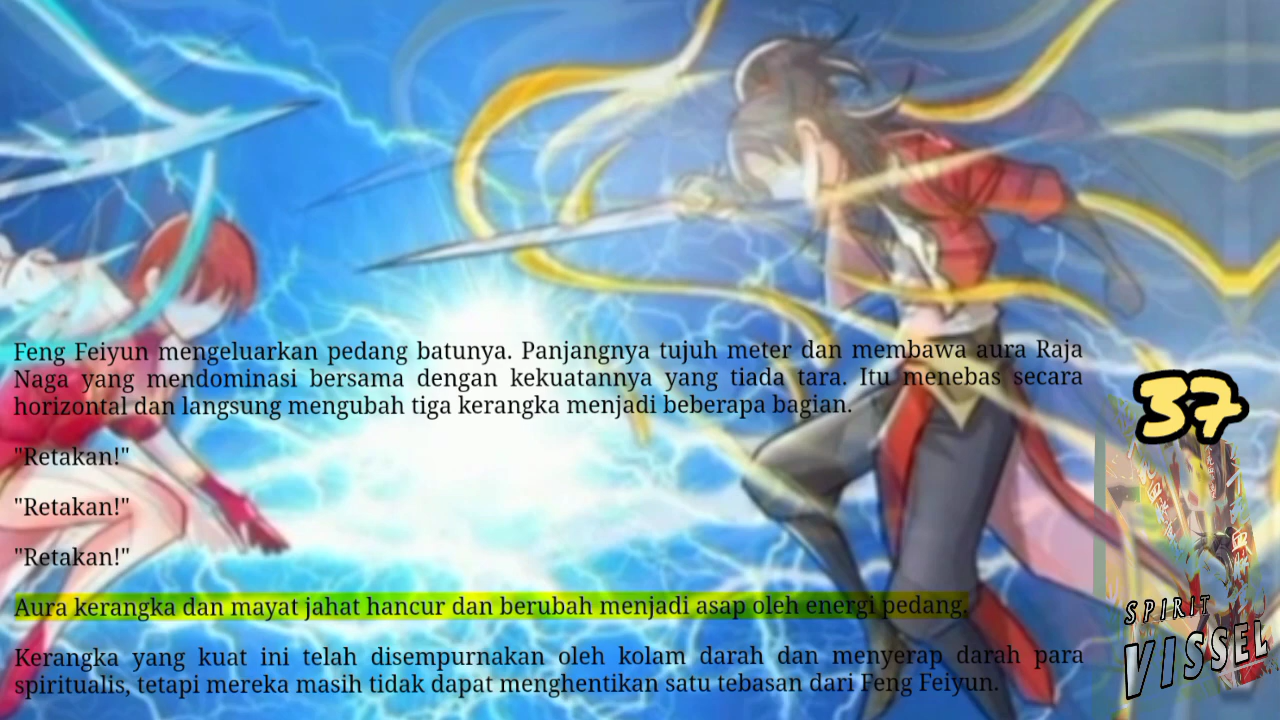 Feng Feiyun mengeluarkan pedang batunya. Panjangnya tujuh meter dan membawa aura Raja
Naga yang mendominasi bersama dengan kekuatannya yang tiada tara. Itu menebas secara
horizontal dan langsung mengubah tiga kerangka menjadi beberapa bagian.
"Retakan!"
"Retakan!"
"Retakan!"
Aura kerangka dan mayat jahat hancur dan berubah menjadi asap oleh energi pedang,
Kerangka yang kuat ini telah disempurnakan oleh kolam darah dan menyerap darah para
spiritualis, tetapi mereka masih tidak dapat menghentikan satu tebasan dari Feng Feiyun.
37
SPIRIT
VISSEL